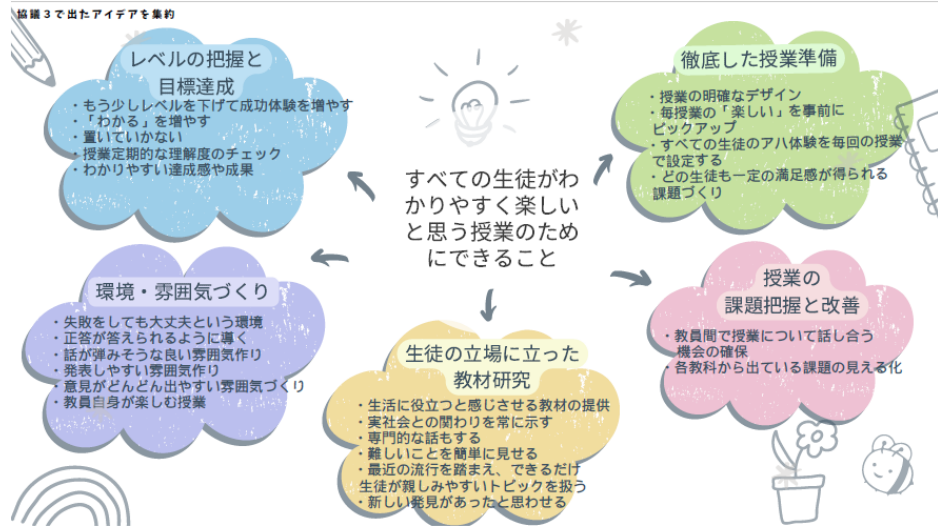 協議３で出たアイデアを集約
レベルの把握と
目標達成
・もう少しレベルを下げて成功体験を増やす
・「わかる」を増やす
・置いていかない
・授業定期的な理解度のチェック
・わかりやすい達成感や成果
徹底した授業準備
・授業の明確なデザイン
・毎授業の「楽しい」を事前に
ピックアップ
・すべての生徒のアハ体験を毎回の授業
で設定する
・どの生徒も一定の満足感が得られる
課題づくり
すべての生徒がわ
かりやすく楽しい
と思う授業のため
にできること
環境・雰囲気づくり
・失敗をしても大丈夫という環境
・正答が答えられるように導く
・話が弾みそうな良い雰囲気作り
・発表しやすい雰囲気作り
・意見がどんどん出やすい雰囲気づくり
・教員自身が楽しむ授業
生徒の立場に立った
教材研究
・生活に役立つと感じさせる教材の提供
・実社会との関わりを常に示す
・専門的な話もする
・難しいことを簡単に見せる
・最近の流行を踏まえ、できるだけ
生徒が親しみやすいトピックを扱う
・新しい発見があったと思わせる
授業の
課題把握と改善
・教員間で授業について話し合う
機会の確保
・各教科から出ている課題の見える化